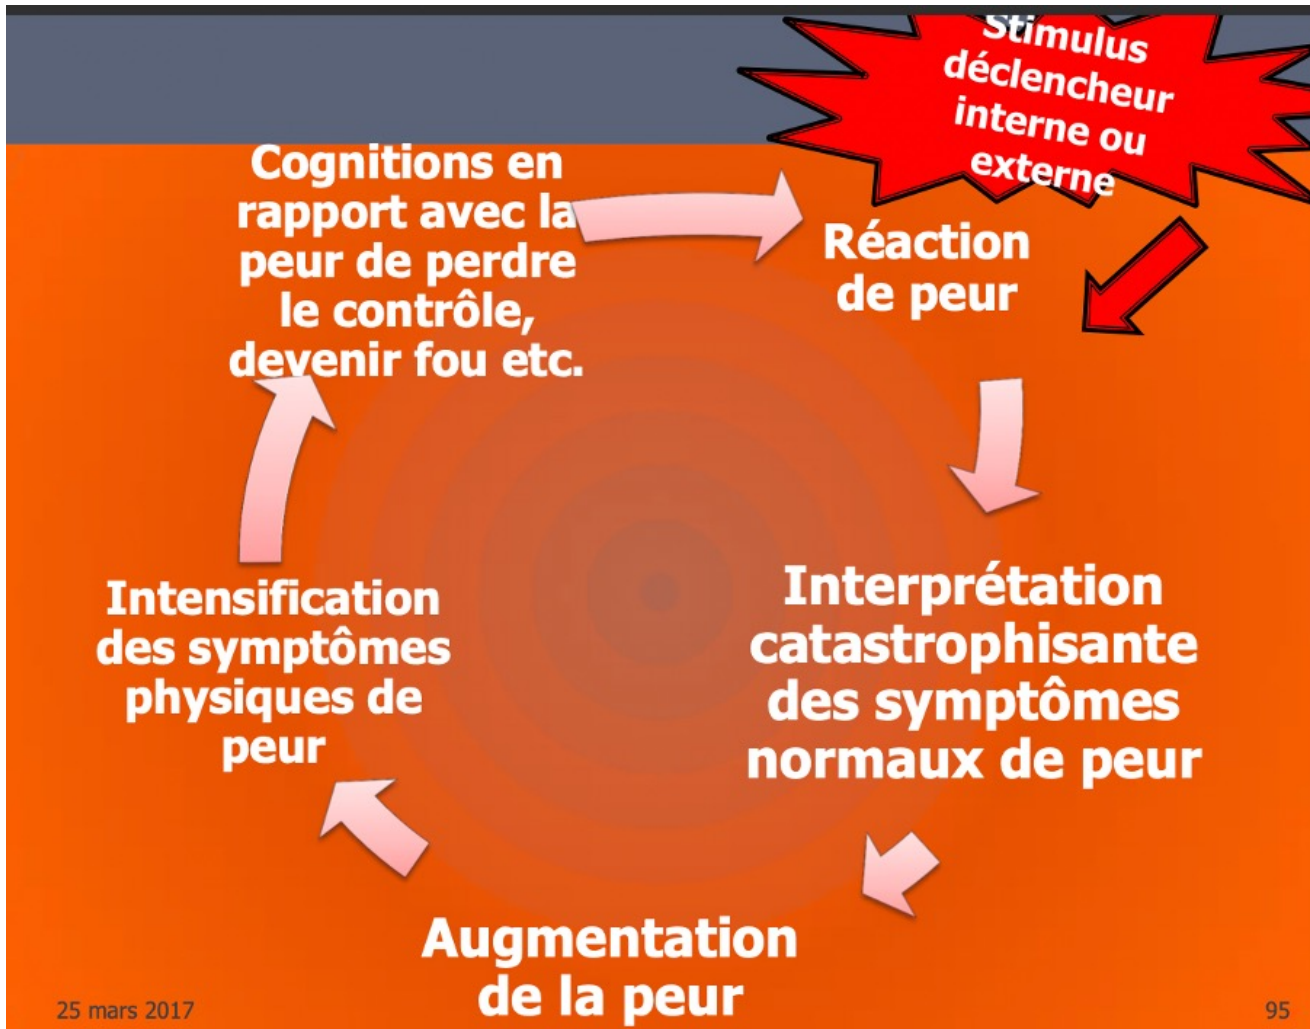 Stimulus
déclencheur
interne ou
externe
Réaction
de peur
Interprétation
catastrophisante
des symptômes
normaux de peur
Augmentation
de la peur
Intensification
des symptômes
physiques de
peur
Cognitions en
rapport avec la
peur de perdre
le contrôle,
devenir fou etc.
25 mars 2017
95